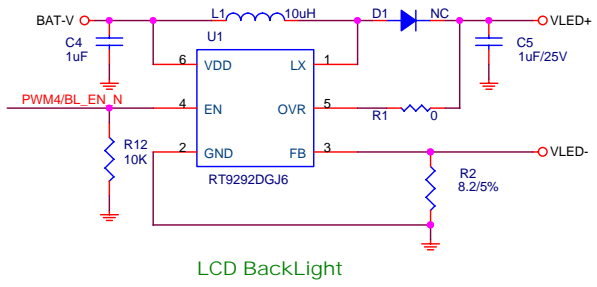 BAT-V
L1
10uH
D1
NC
VLED+
C4
1uF
U1
C5
1uF/25V
6
VDD
LX
1
PWM4/BL_EN_N
4
EN
OVR
5
R1
0
R12
10K
2
GND
FB
3
VLED-
RT9292DGJ6
R2
8.2/5%
LCD BackLight